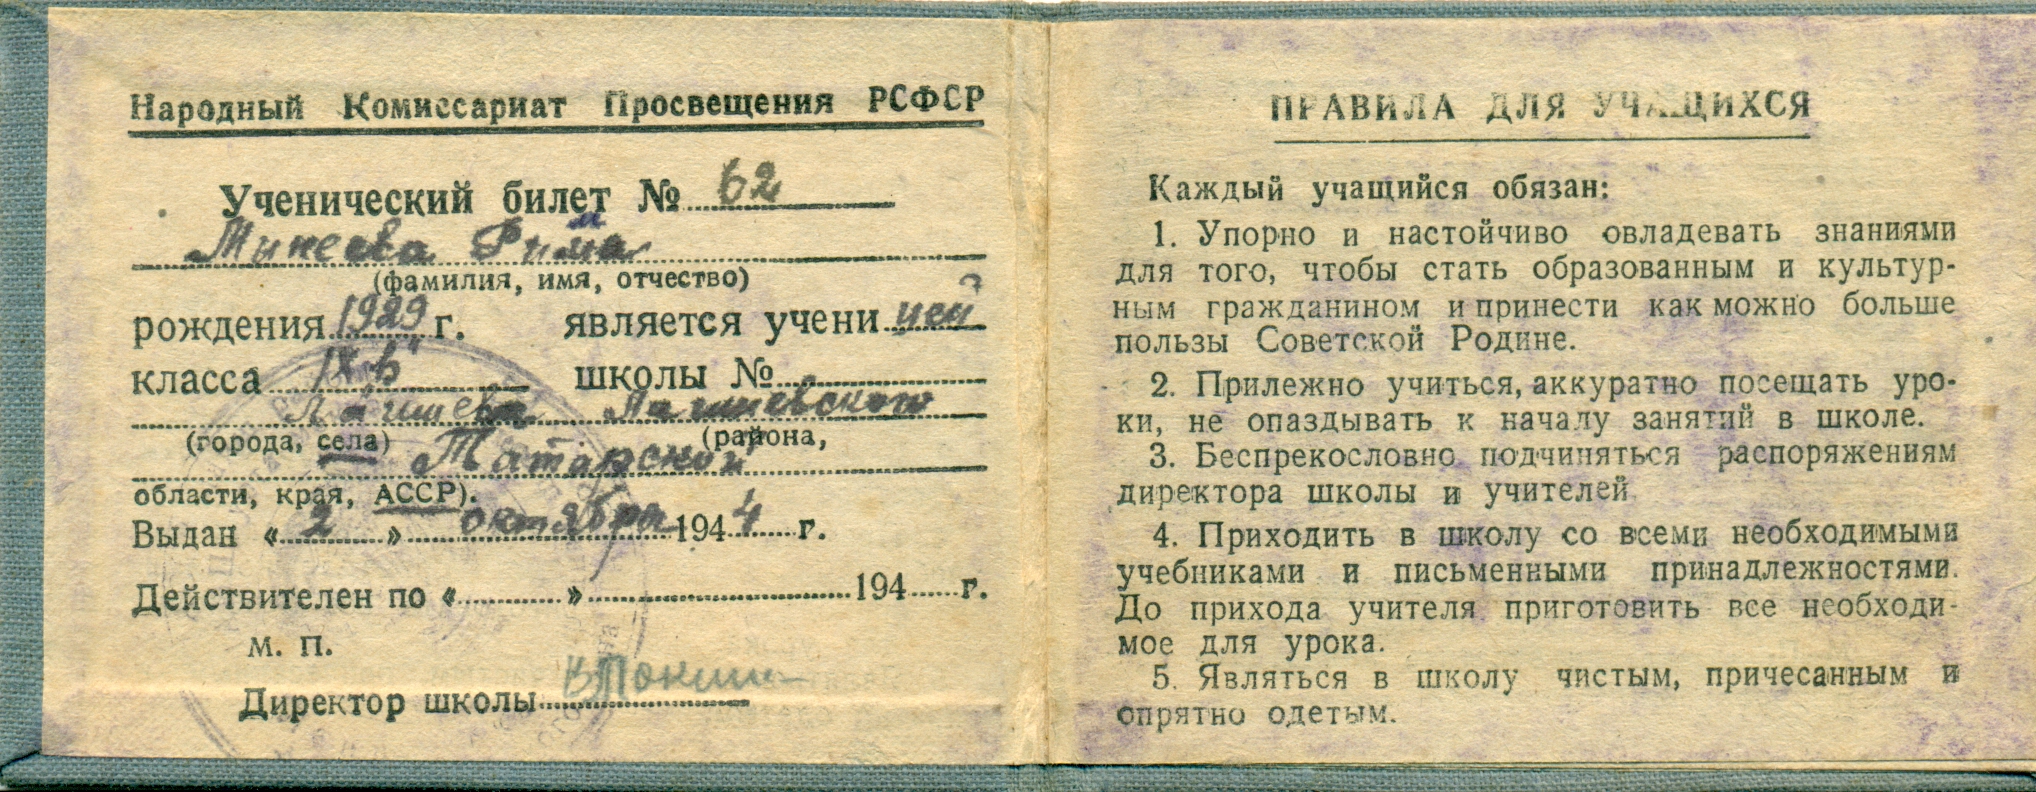 Народный Комиссариат Просвещения РСФСР
Ученический билет № 62
Минеева Римма
(фамилия, имя, отчество)
рождения 1929 г. является учени цей
класса IX "в" школы №
Лаишева Лаишевского
(города, села) (района,
Татарской
области, края, АССР).
Выдан « 2 » октября 1944 г.
Действителен по « » 194 г.
М. П.
Директор школы
ПРАВИЛА ДЛЯ УЧАЩИХСЯ
Каждый учащийся обязан:
1. Упорно и настойчиво овладевать знаниями
для того, чтобы стать образованным и культур-
ным гражданином и принести как можно больше
пользы Советской Родине.
2. Прилежно учиться, аккуратно посещать уро-
ки, не опаздывать к началу занятий в школе.
3. Беспрекословно подчиняться распоряжениям
директора школы и учителей
4. Приходить в школу со всеми необходимыми
учебниками и письменными принадлежностями.
До прихода учителя приготовить все необходи-
мое для урока.
5. Являться в школу чистым, причесанным и
опрятно одетым.